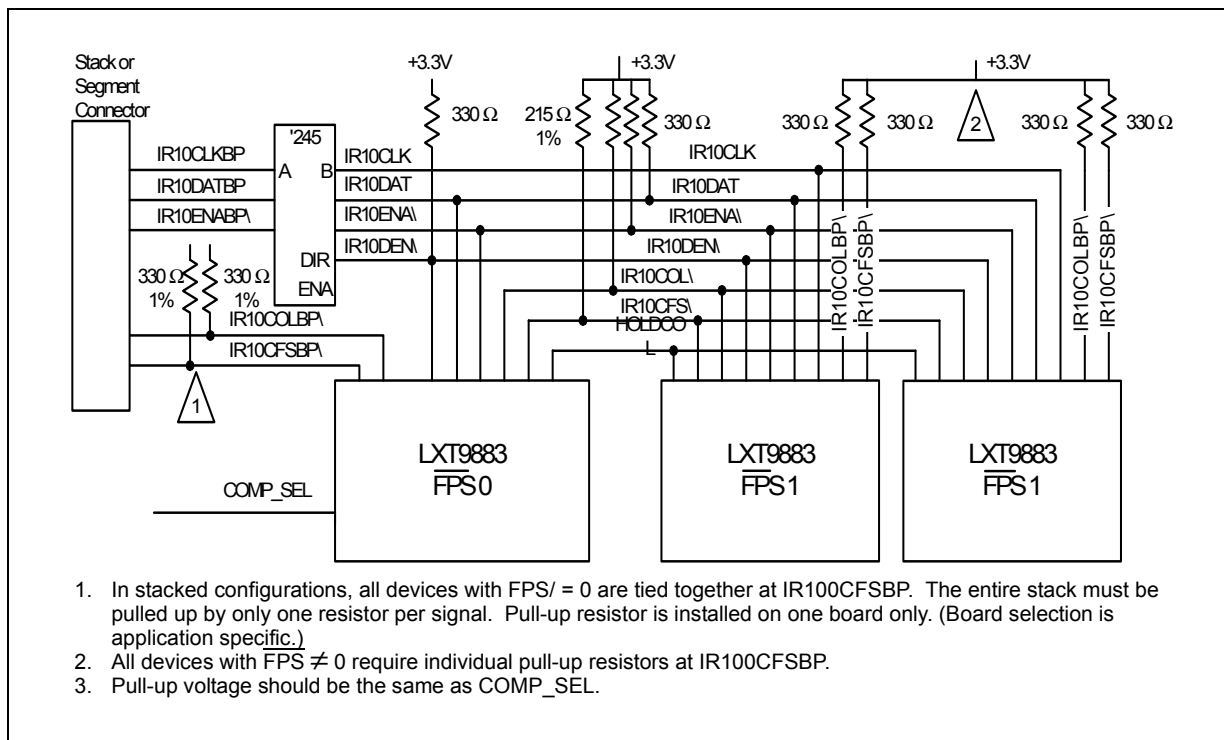 Stack or
Segment
Connector
+3.3V
+3.3V
+3.3V
330 Ω
215 Ω
1%
330 Ω
330 Ω
330 Ω
2
330 Ω
330 Ω
'245
A B
DIR
ENA
IR10CLKBP
IR10DATBP
IR10ENABP\
IR10CLK
IR10DAT
IR10ENA\
IR10DEN\
IR10CLK
IR10DAT
IR10ENA\
IR10DEN\
IR10COL\
IR10CFS\
HOLDCO
L
IR10COLBP\
IR10CFSBP\
IR10COLBP\
IR10CFSBP\
330 Ω
1%
330 Ω
1%
IR10COLBP\
IR10CFSBP\
1
COMP_SEL
LXT9883
FPS 0
LXT9883
FPS 1
LXT9883
FPS 1
1. In stacked configurations, all devices with FPS/ = 0 are tied together at IR100CFSBP. The entire stack must be
pulled up by only one resistor per signal. Pull-up resistor is installed on one board only. (Board selection is
application specific.)
2. All devices with FPS ≠ 0 require individual pull-up resistors at IR100CFSBP.
3. Pull-up voltage should be the same as COMP_SEL.